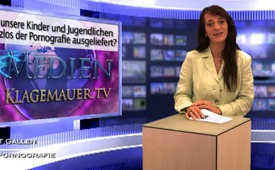 unsere Kinder und Jugendlichen
zlos der Pornografie ausgeliefert?
MEDIEN
KLAGEMAUER.TV
T.GALLEN
PORNOGRAFIE